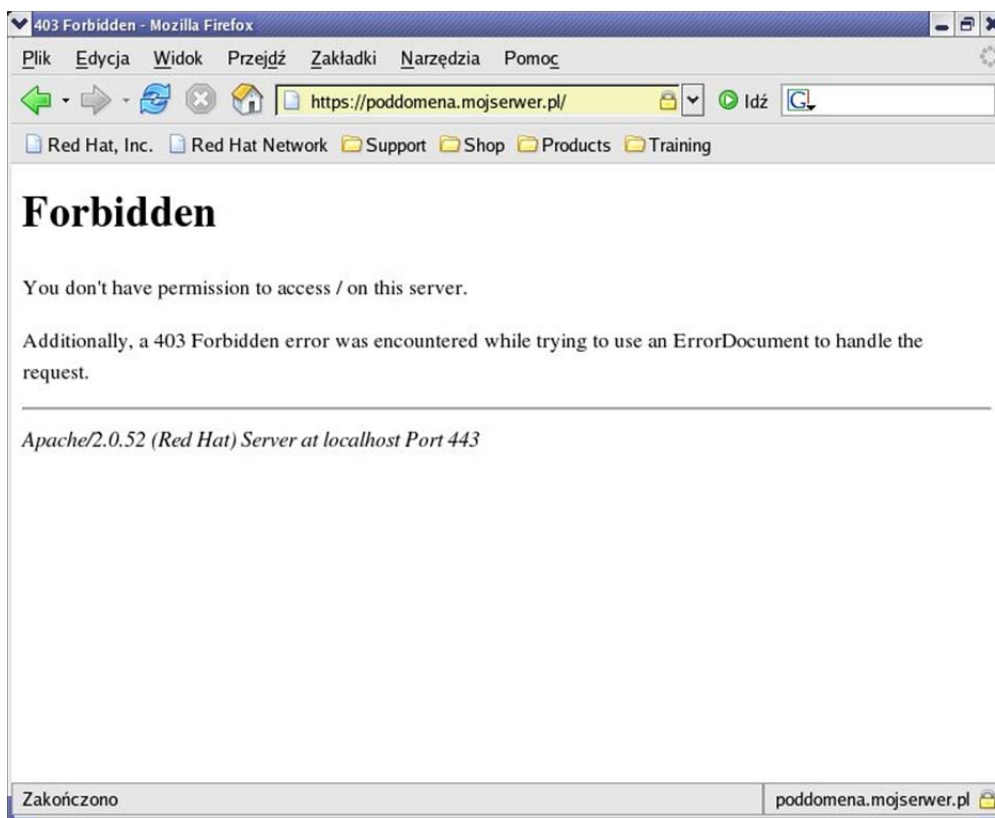 403 Forbidden - Mozilla Firefox
Plik Edycja Widok Przejdź Zakładki Narzędzia Pomoc
https://poddomena.mojserwer.pl/ Idź G
Red Hat, Inc. Red Hat Network Support Shop Products Training
Forbidden
You don't have permission to access / on this server.
Additionally, a 403 Forbidden error was encountered while trying to use an ErrorDocument to handle the
request.
Apache/2.0.52 (Red Hat) Server at localhost Port 443
Zakończono poddomena.mojserwer.pl